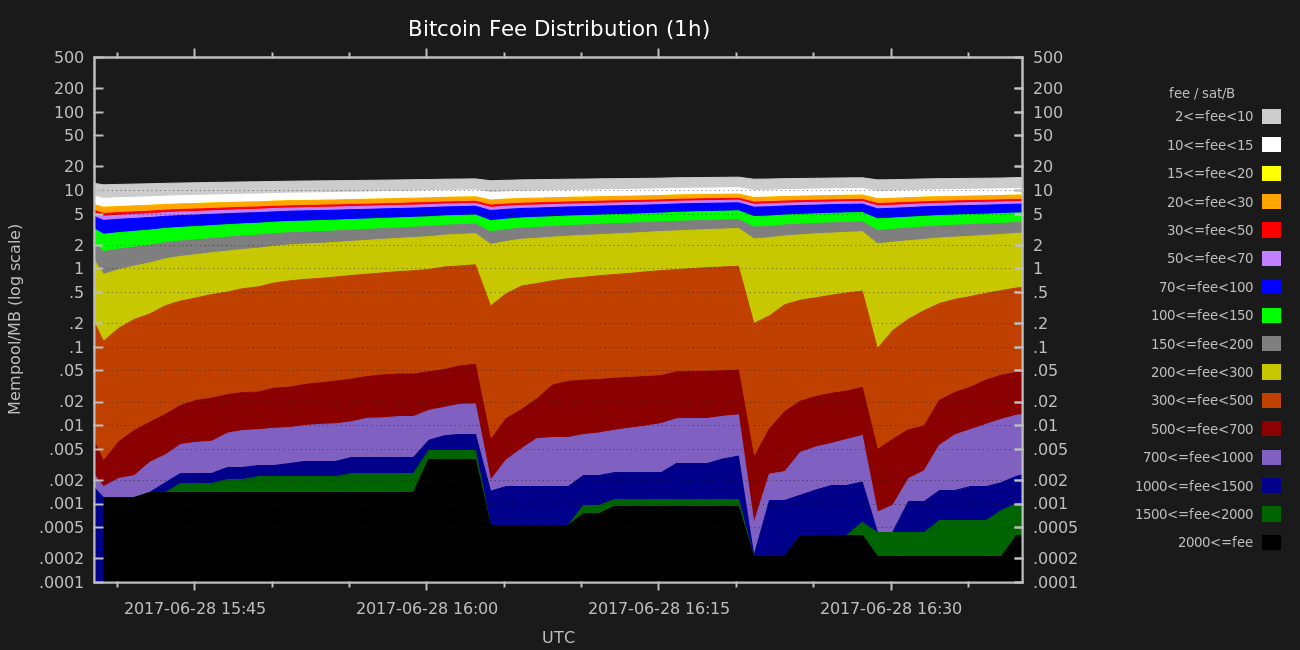 Bitcoin Fee Distribution (1h)
Mempool/MB (log scale)
500
200
100
50
20
10
5
2
1
.5
.2
.1
.05
.02
.01
.005
.002
.001
.0005
.0002
.0001
500
200
100
50
20
10
5
2
1
.5
.2
.1
.05
.02
.01
.005
.002
.001
.0005
.0002
.0001
2017-06-28 15:45
2017-06-28 16:00
2017-06-28 16:15
2017-06-28 16:30
UTC
fee / sat/B
2<=fee<10
10<=fee<15
15<=fee<20
20<=fee<30
30<=fee<50
50<=fee<70
70<=fee<100
100<=fee<150
150<=fee<200
200<=fee<300
300<=fee<500
500<=fee<700
700<=fee<1000
1000<=fee<1500
1500<=fee<2000
2000<=fee